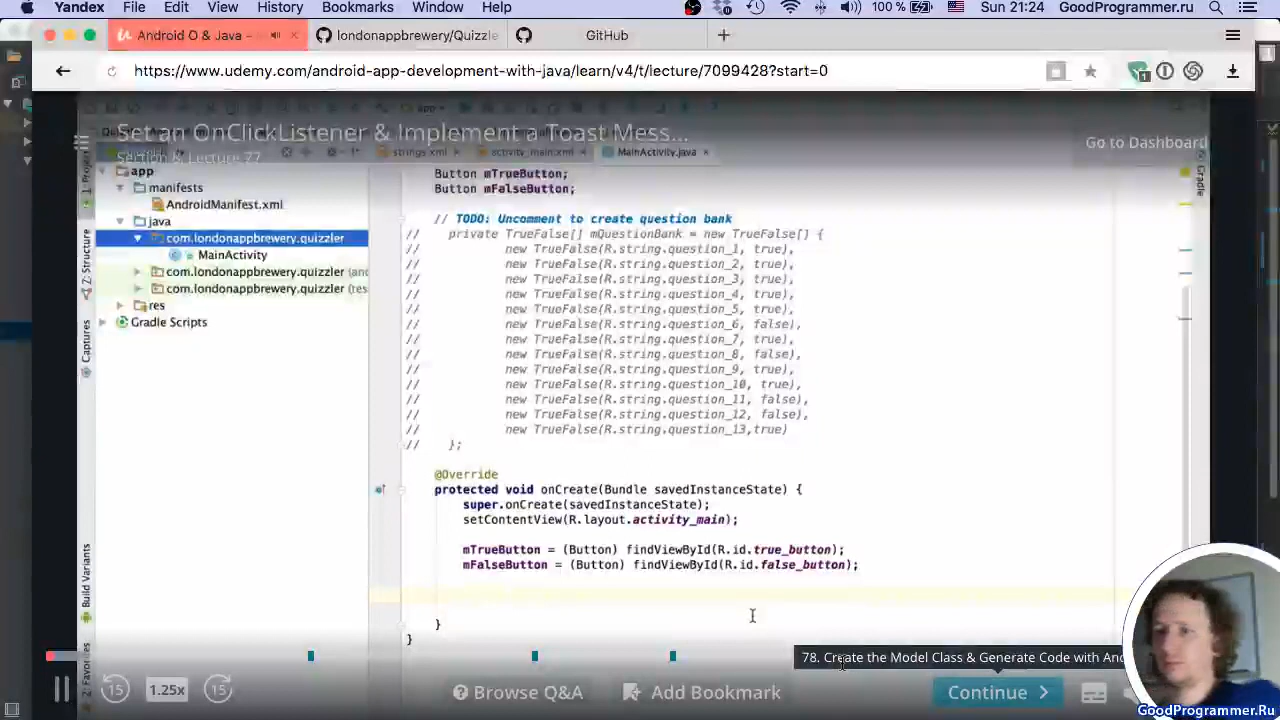 Yandex File Edit View History Bookmarks Window Help 100 % Sun 21:24 GoodProgrammer.ru
Android O & Java – londonappbrewery/Quizzle GitHub
https://www.udemy.com/android-app-development-with-java/learn/v4/t/lecture/7099428?start=0
1
Set an OnClickListener & Implement a Toast Mess...
Go to Dashboard
strings.xml activity_main.xml MainActivity.java
1: Project
Z: Structure
Captures
Build Variants
2: Favorites
Gradle
app
manifests
AndroidManifest.xml
java
com.londonappbrewery.quizzler
MainActivity
com.londonappbrewery.quizzler (and
com.londonappbrewery.quizzler (tes
res
Gradle Scripts
Button mTrueButton;
Button mFalseButton;
// TODO: Uncomment to create question bank
// private TrueFalse[] mQuestionBank = new TrueFalse[] {
// new TrueFalse(R.string.question_1, true),
// new TrueFalse(R.string.question_2, true),
// new TrueFalse(R.string.question_3, true),
// new TrueFalse(R.string.question_4, true),
// new TrueFalse(R.string.question_5, true),
// new TrueFalse(R.string.question_6, false),
// new TrueFalse(R.string.question_7, true),
// new TrueFalse(R.string.question_8, false),
// new TrueFalse(R.string.question_9, true),
// new TrueFalse(R.string.question_10, true),
// new TrueFalse(R.string.question_11, false),
// new TrueFalse(R.string.question_12, false),
// new TrueFalse(R.string.question_13,true)
// };
@Override
protected void onCreate(Bundle savedInstanceState) {
super.onCreate(savedInstanceState);
setContentView(R.layout.activity_main);
mTrueButton = (Button) findViewById(R.id.true_button);
mFalseButton = (Button) findViewById(R.id.false_button);
}
}
78. Create the Model Class & Generate Code with And
15 1.25x 15 Browse Q&A Add Bookmark Continue
GoodProgrammer.Ru